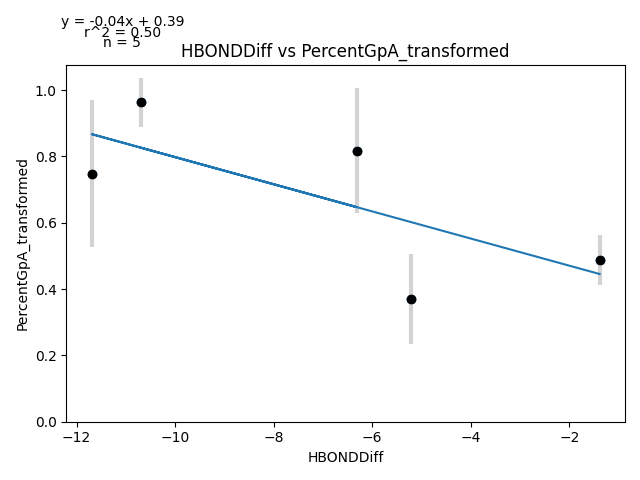 y = -0.04x + 0.39
r^2 = 0.50
n = 5
HBONDDiff vs PercentGpA_transformed
PercentGpA_transformed
1.0
0.8
0.6
0.4
0.2
0.0
−12 −10 −8 −6 −4 −2
HBONDDiff